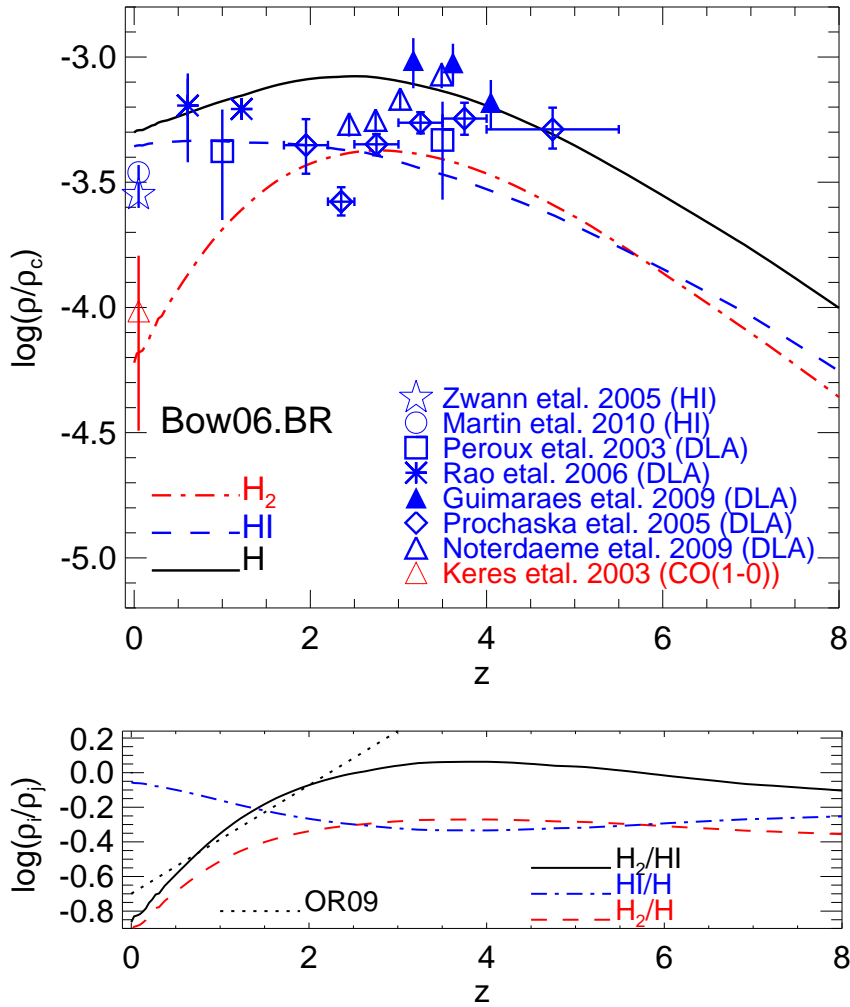 -3.0
-3.5
-4.0
-4.5
-5.0
log(ρ/ρc)
Bow06.BR
H2
HI
H
Zwann etal. 2005 (HI)
Martin etal. 2010 (HI)
Peroux etal. 2003 (DLA)
Rao etal. 2006 (DLA)
Guimaraes etal. 2009 (DLA)
Prochaska etal. 2005 (DLA)
Noterdaeme etal. 2009 (DLA)
Keres etal. 2003 (CO(1-0))
0 2 4 6 8
z
0.2
0.0
-0.2
-0.4
-0.6
-0.8
log(ρi/ρj)
OR09
H2/HI
HI/H
H2/H
0 2 4 6 8
z